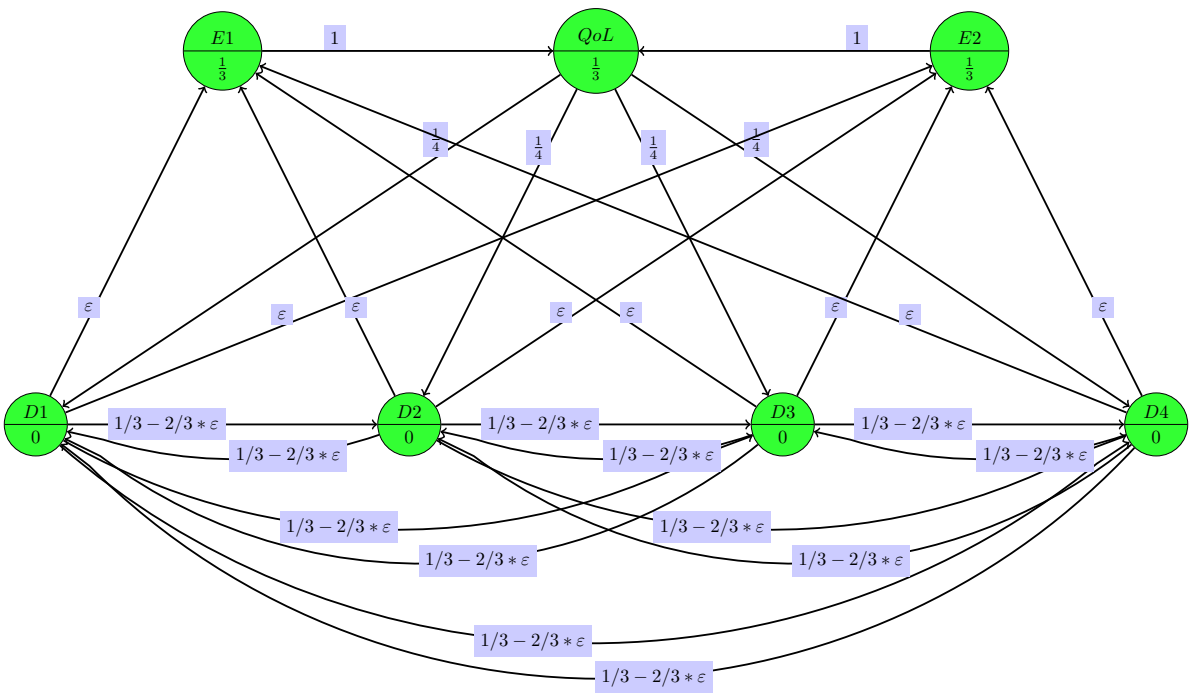 1
1
E1
QoL
E2
1/3
1/3
1/3
1/4
1/4
1/4
1/4
ε
ε
ε
ε
ε
ε
ε
ε
D1
D2
D3
D4
0
0
0
0
1/3 − 2/3 ∗ ε
1/3 − 2/3 ∗ ε
1/3 − 2/3 ∗ ε
1/3 − 2/3 ∗ ε
1/3 − 2/3 ∗ ε
1/3 − 2/3 ∗ ε
1/3 − 2/3 ∗ ε
1/3 − 2/3 ∗ ε
1/3 − 2/3 ∗ ε
1/3 − 2/3 ∗ ε
1/3 − 2/3 ∗ ε
1/3 − 2/3 ∗ ε